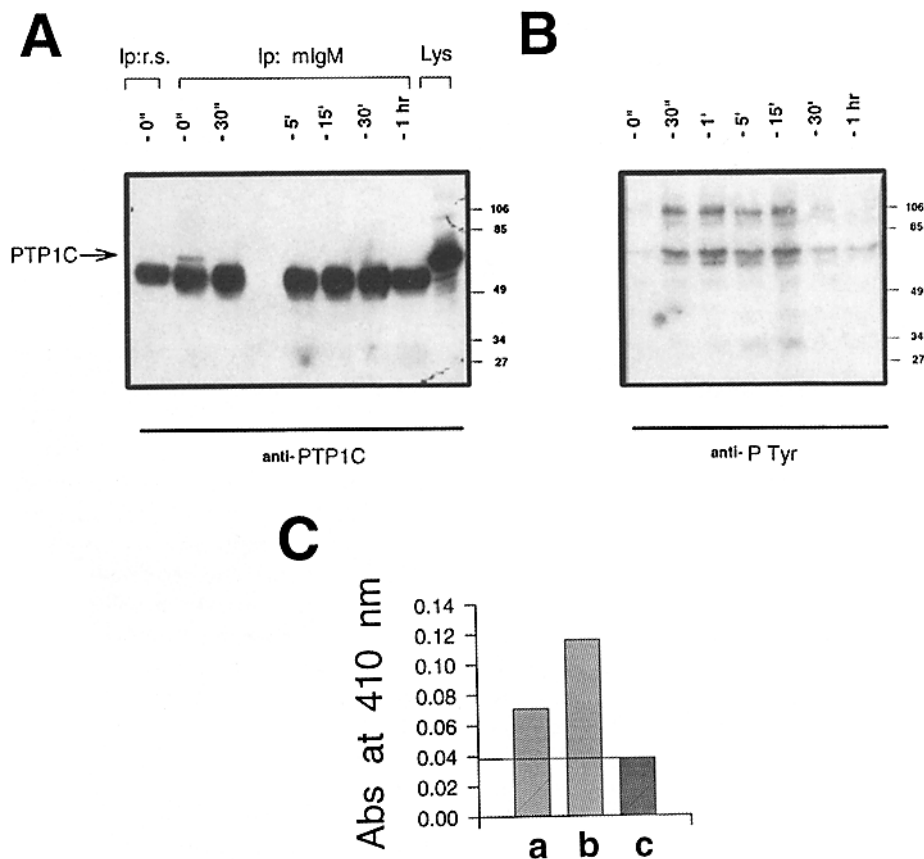 A
B
Ip:r.s.
Ip: mIgM
Lys
- 0"
- 0"
- 30"
- 5'
- 15'
- 30'
- 1 hr
- 0"
- 30"
- 1'
- 5'
- 15'
- 30'
- 1 hr
PTP1C
106
85
49
34
27
106
85
49
34
27
anti-PTP1C
anti- P Tyr
C
Abs at 410 nm
0.14
0.12
0.10
0.08
0.06
0.04
0.02
0.00
a b c